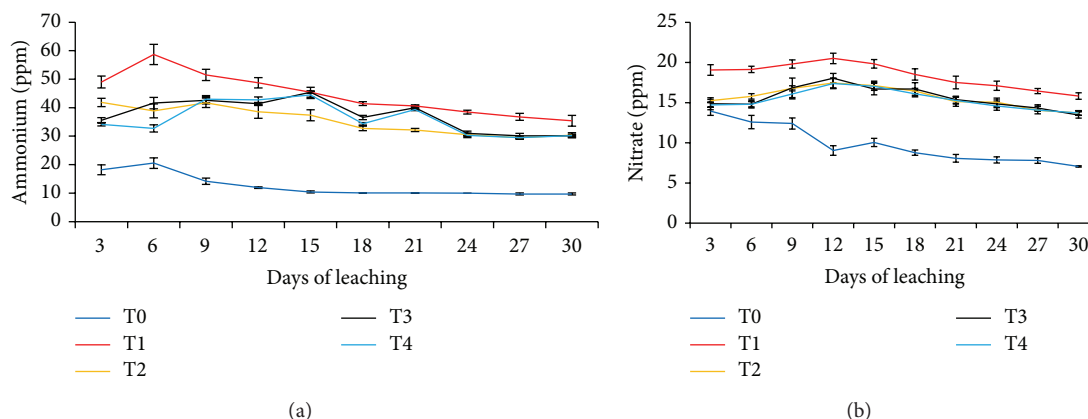 70
60
50
40
30
20
10
0
Ammonium (ppm)
3 6 9 12 15 18 21 24 27 30
Days of leaching
T0 T3
T1 T4
T2
(a)
25
20
15
10
5
0
Nitrate (ppm)
3 6 9 12 15 18 21 24 27 30
Days of leaching
T0 T3
T1 T4
T2
(b)